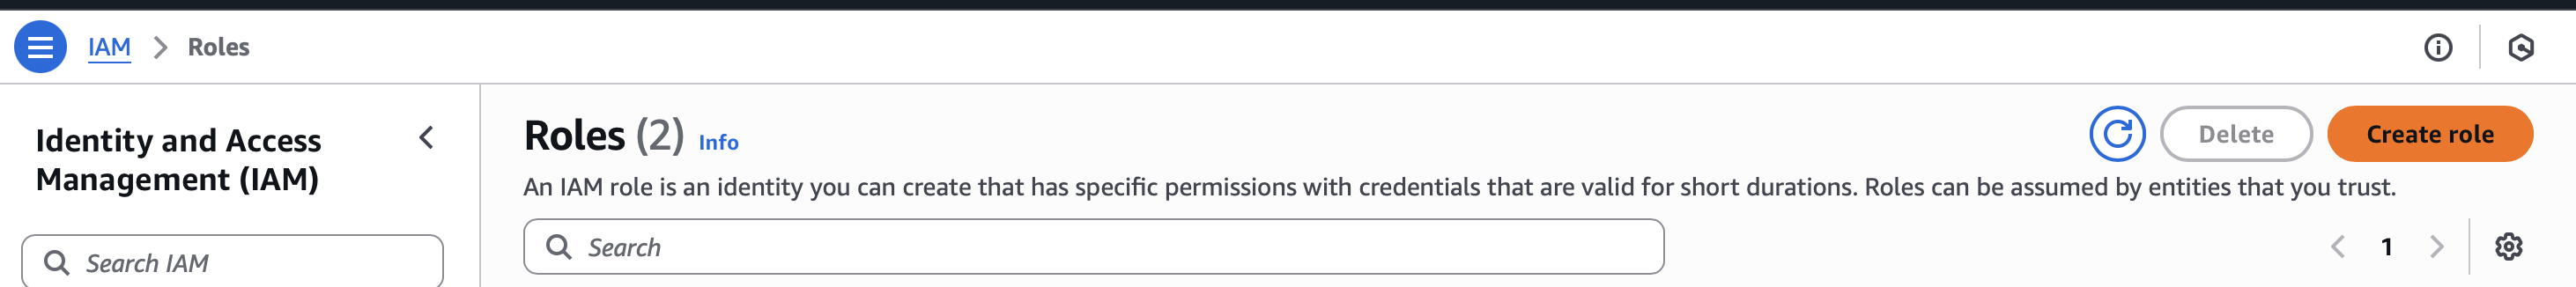 IAM > Roles
Identity and Access
Management (IAM)
Search IAM
Roles (2) Info
Delete
Create role
An IAM role is an identity you can create that has specific permissions with credentials that are valid for short durations. Roles can be assumed by entities that you trust.
Search
1